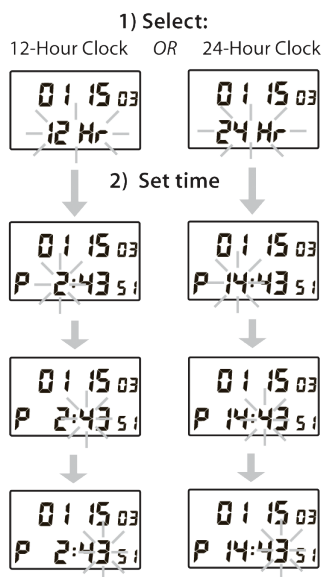 1) Select:
12-Hour Clock OR 24-Hour Clock
01 15 03
12 Hr
01 15 03
24 Hr
2) Set time
01 15 03
P 2:43 51
01 15 03
P 14:43 51
01 15 03
P 2:43 51
01 15 03
P 14:43 51
01 15 03
P 2:43 51
01 15 03
P 14:43 51